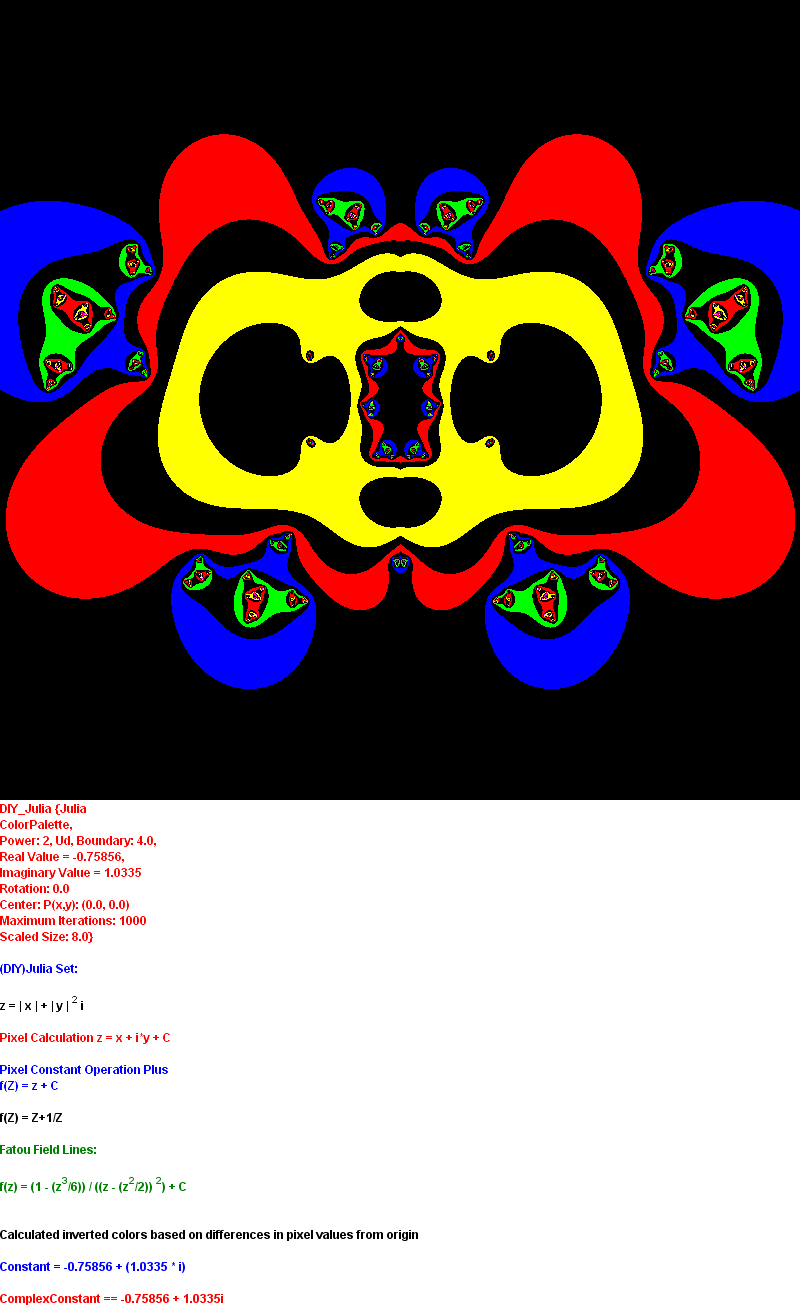 DIY_Julia {Julia
ColorPalette,
Power: 2, Ud, Boundary: 4.0,
Real Value = -0.75856,
Imaginary Value = 1.0335
Rotation: 0.0
Center: P(x,y): (0.0, 0.0)
Maximum Iterations: 1000
Scaled Size: 8.0}
(DIY)Julia Set:
z = | x | + | y | 2 i
Pixel Calculation z = x + i*y + C
Pixel Constant Operation Plus
f(Z) = z + C
f(Z) = Z+1/Z
Fatou Field Lines:
f(z) = (1 - (z3/6)) / ((z - (z2/2)) 2) + C
Calculated inverted colors based on differences in pixel values from origin
Constant = -0.75856 + (1.0335 * i)
ComplexConstant == -0.75856 + 1.0335i